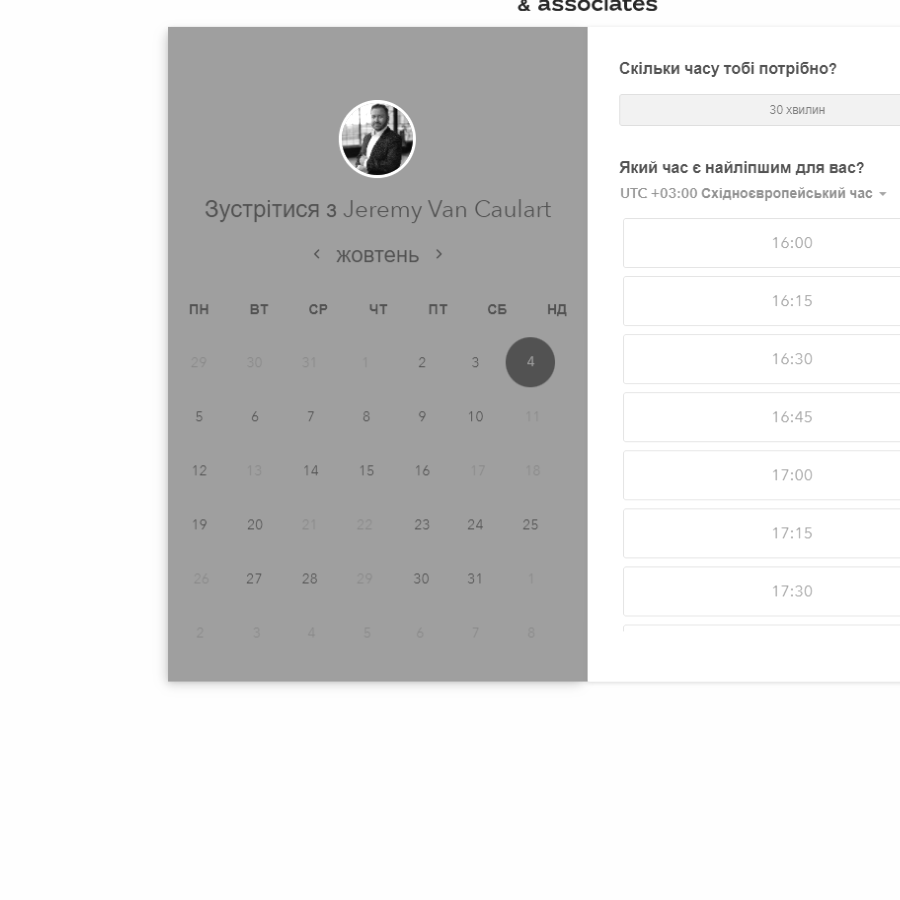 & associates
Зустрітися з Jeremy Van Caulart
жовтень
ПН ВТ СР ЧТ ПТ СБ НД
29 30 31 1 2 3 4
5 6 7 8 9 10 11
12 13 14 15 16 17 18
19 20 21 22 23 24 25
26 27 28 29 30 31 1
2 3 4 5 6 7 8
Скільки часу тобі потрібно?
30 хвилин
Який час є найліпшим для вас?
UTC +03:00 Східноєвропейський час
16:00
16:15
16:30
16:45
17:00
17:15
17:30